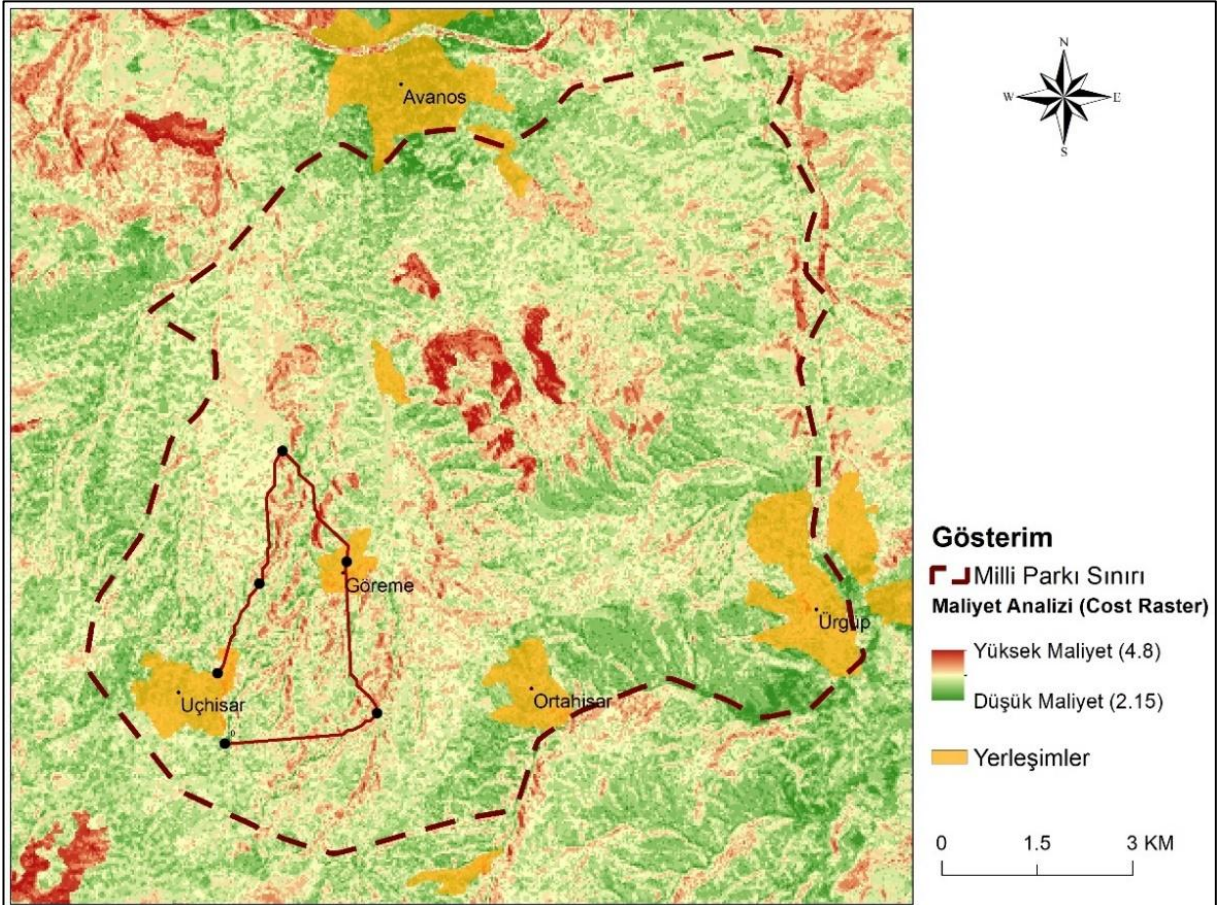 N
W E
S
Avanos
Göreme
Ürgüp
Uçhisar
Ortahisar
0
Gösterim
Milli Parkı Sınırı
Maliyet Analizi (Cost Raster)
Yüksek Maliyet (4.8)
Düşük Maliyet (2.15)
Yerleşimler
0 1.5 3 KM